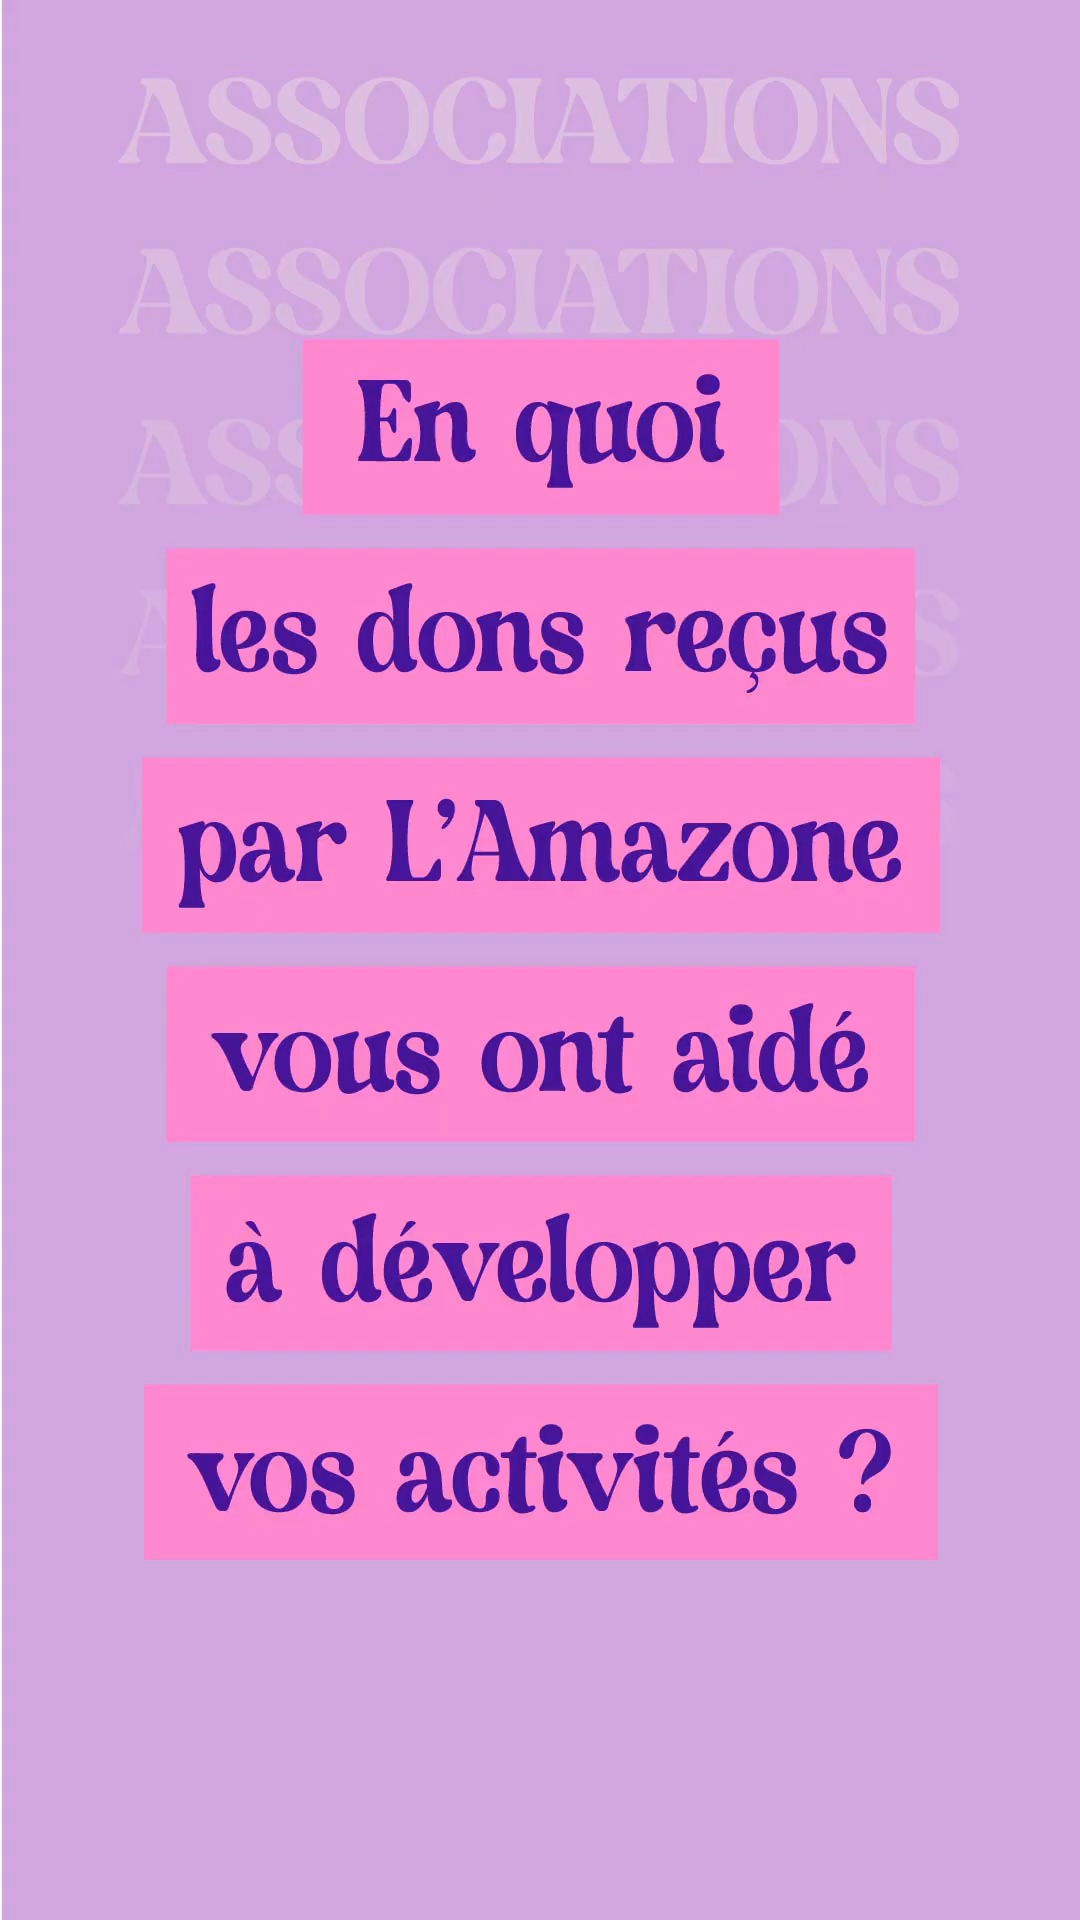 ASSOCIATIONS
ASSOCIATIONS
En quoi
les dons reçus
par L’Amazone
vous ont aidé
à développer
vos activités ?